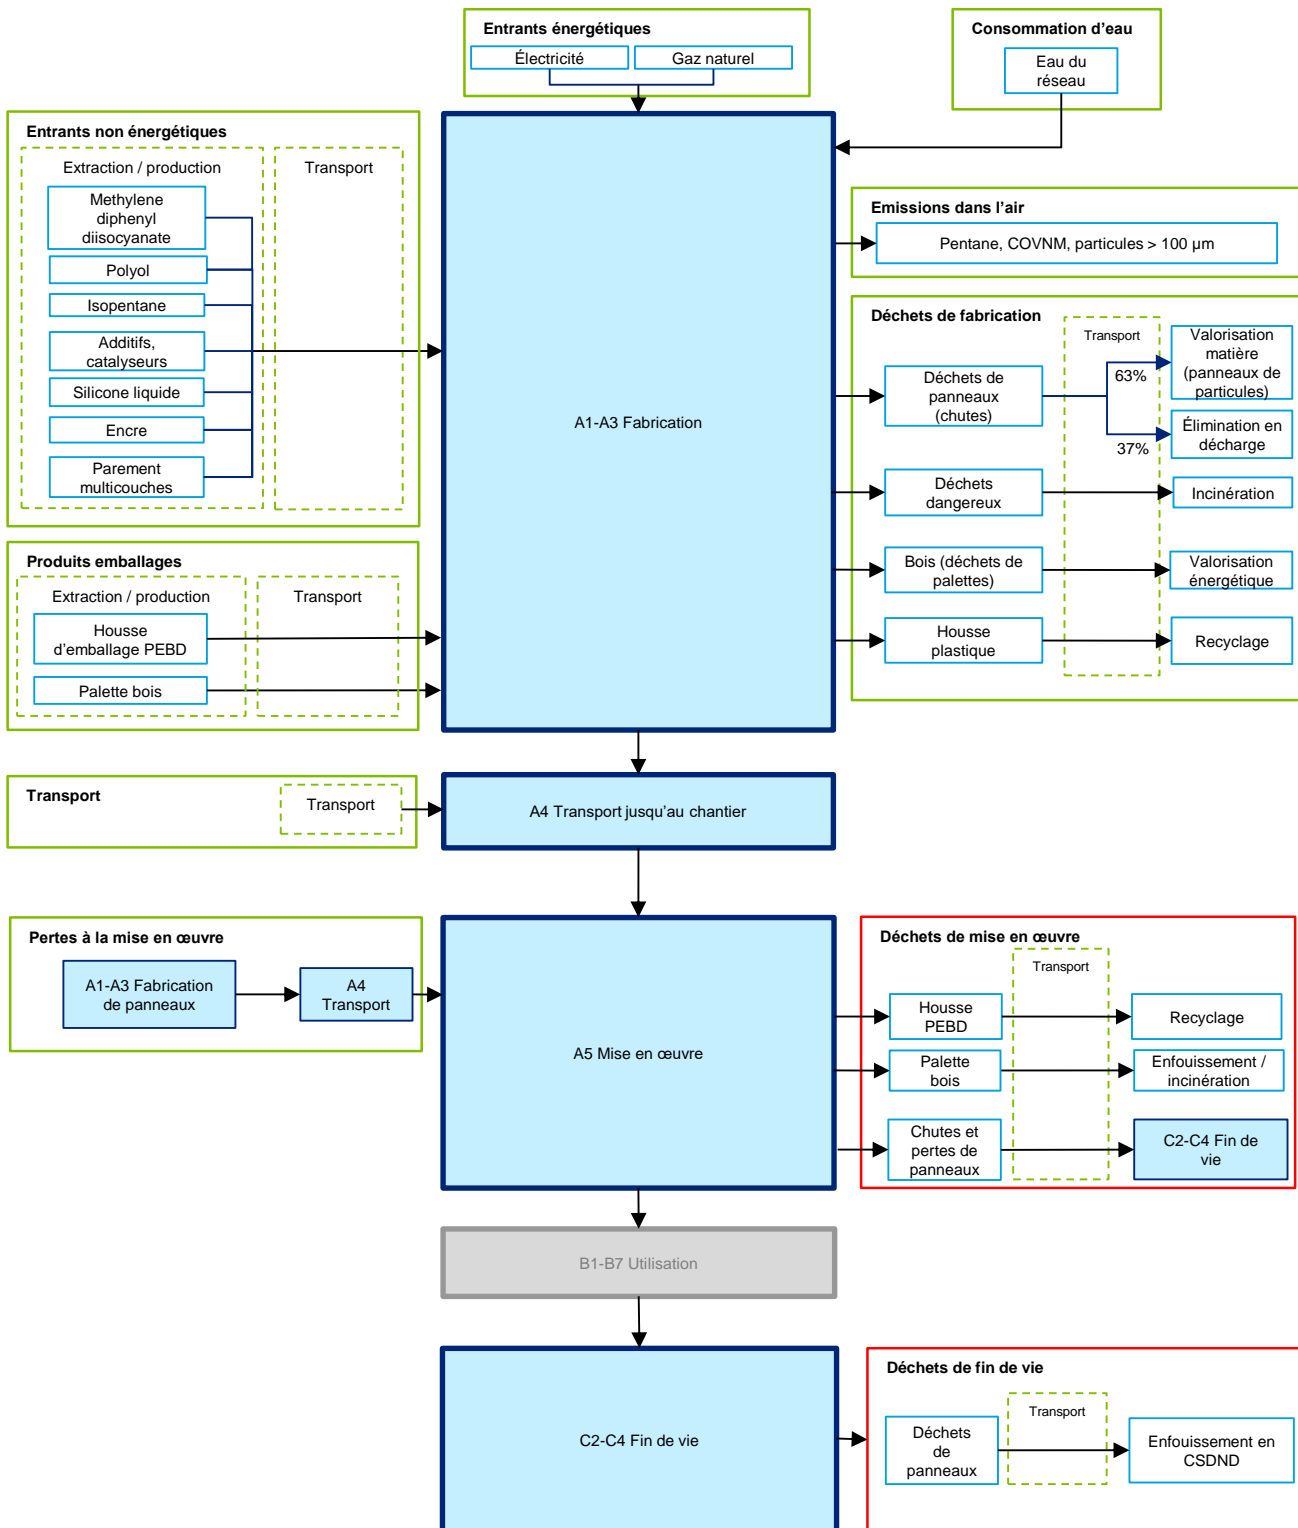 Entrants énergétiques
Électricité
Gaz naturel
Consommation d'eau
Eau du
réseau
Entrants non énergétiques
Extraction / production
Transport
Methylene
diphenyl
diisocyanate
Polyol
Isopentane
Additifs,
catalyseurs
Silicone liquide
Encre
Parement
multicouches
Produits emballages
Extraction / production
Transport
Housse
d'emballage PEBD
Palette bois
A1-A3 Fabrication
Emissions dans l'air
Pentane, COVNM, particules > 100 µm
Déchets de fabrication
Transport
Déchets de
panneaux
(chutes)
63%
37%
Valorisation
matière
(panneaux de
particules)
Élimination en
décharge
Déchets
dangereux
Incinération
Bois (déchets de
palettes)
Valorisation
énergétique
Housse
plastique
Recyclage
Transport
Transport
A4 Transport jusqu'au chantier
Pertes à la mise en œuvre
A1-A3 Fabrication
de panneaux
A4
Transport
A5 Mise en œuvre
Déchets de mise en œuvre
Transport
Housse
PEBD
Recyclage
Palette
bois
Enfouissement /
incinération
Chutes et
pertes de
panneaux
C2-C4 Fin de
vie
B1-B7 Utilisation
C2-C4 Fin de vie
Déchets de fin de vie
Transport
Déchets
de
panneaux
Enfouissement en
CSDND